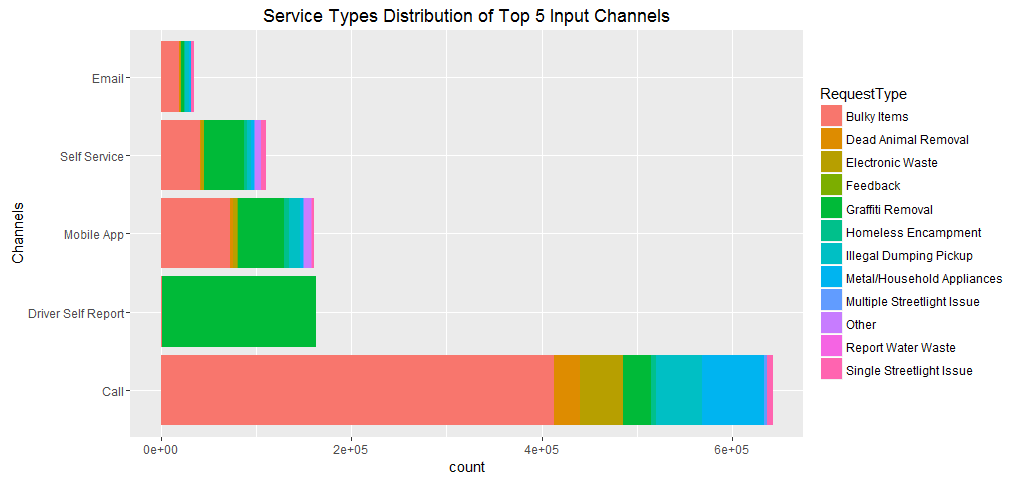 Service Types Distribution of Top 5 Input Channels
Channels
Email
Self Service
Mobile App
Driver Self Report
Call
0e+00
2e+05
4e+05
6e+05
count
RequestType
Bulky Items
Dead Animal Removal
Electronic Waste
Feedback
Graffiti Removal
Homeless Encampment
Illegal Dumping Pickup
Metal/Household Appliances
Multiple Streetlight Issue
Other
Report Water Waste
Single Streetlight Issue